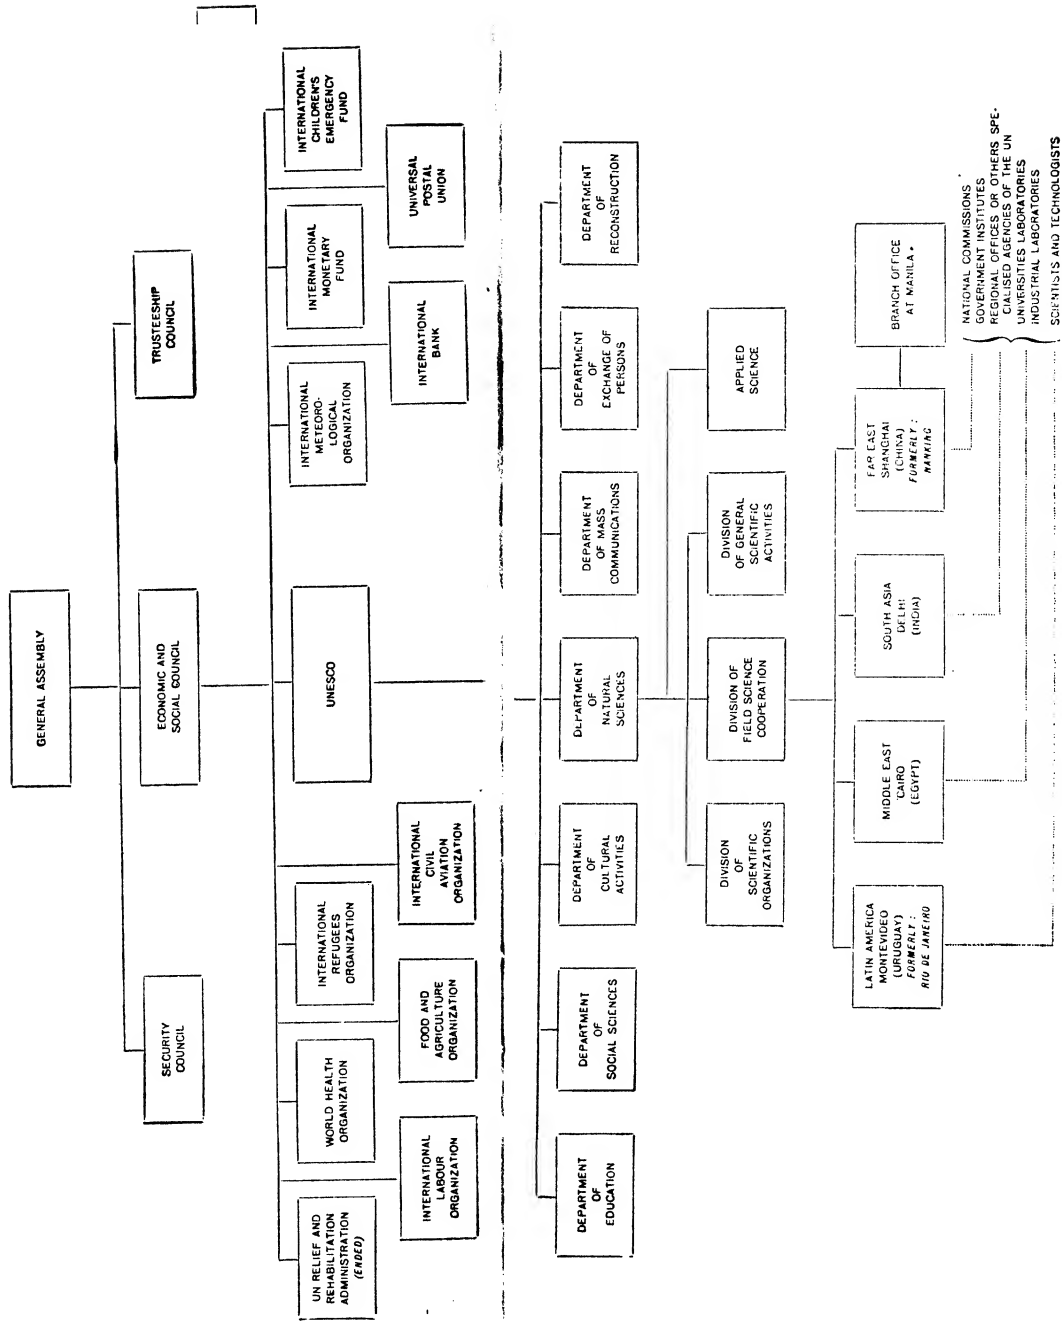 GENERAL ASSEMBLY
SECURITY
COUNCIL
ECONOMIC AND
SOCIAL COUNCIL
TRUSTEESHIP
COUNCIL
UN RELIEF AND
REHABILITATION
ADMINISTRATION
(ENDED)
WORLD HEALTH
ORGANIZATION
INTERNATIONAL
REFUGEES
ORGANIZATION
UNESCO
INTERNATIONAL
METEORO-
LOGICAL
ORGANIZATION
INTERNATIONAL
MONETARY
FUND
INTERNATIONAL
CHILDREN'S
EMERGENCY
FUND
INTERNATIONAL
LABOUR
ORGANIZATION
FOOD AND
AGRICULTURE
ORGANIZATION
INTERNATIONAL
CIVIL
AVIATION
ORGANIZATION
INTERNATIONAL
BANK
UNIVERSAL
POSTAL
UNION
DEPARTMENT
OF
EDUCATION
DEPARTMENT
OF
SOCIAL SCIENCES
DEPARTMENT
OF
CULTURAL
ACTIVITIES
DEPARTMENT
OF
NATURAL
SCIENCES
DEPARTMENT
OF MASS
COMMUNICATIONS
DEPARTMENT
OF
EXCHANGE OF
PERSONS
DEPARTMENT
OF
RECONSTRUCTION
DIVISION
OF
SCIENTIFIC
ORGANIZATIONS
DIVISION OF
FIELD SCIENCE
COOPERATION
DIVISION
OF GENERAL
SCIENTIFIC
ACTIVITIES
APPLIED
SCIENCE
LATIN AMERICA
MONTEVIDEO
(URUGUAY)
FORMERLY :
RIO DE JANEIRO
MIDDLE EAST
CAIRO
(EGYPT)
SOUTH ASIA
DELHI
(INDIA)
FAR EAST
SHANGHAI
(CHINA)
FORMERLY :
NANKING
BRANCH OFFICE
AT MANILA
NATIONAL COMMISSIONS
GOVERNMENT INSTITUTES
REGIONAL OFFICES OR OTHERS SPE-
CIALISED AGENCIES OF THE UN
UNIVERSITIES LABORATORIES
INDUSTRIAL LABORATORIES
SCIENTISTS AND TECHNOLOGISTS